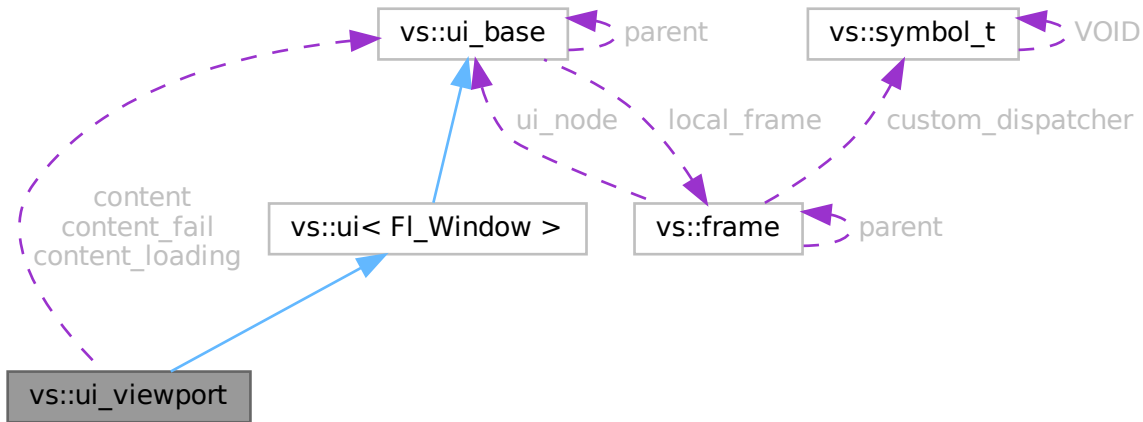 vs::ui_base
parent
vs::symbol_t
VOID
ui_node
local_frame
custom_dispatcher
content
content_fail
content_loading
vs::ui< Fl_Window >
vs::frame
parent
vs::ui_viewport